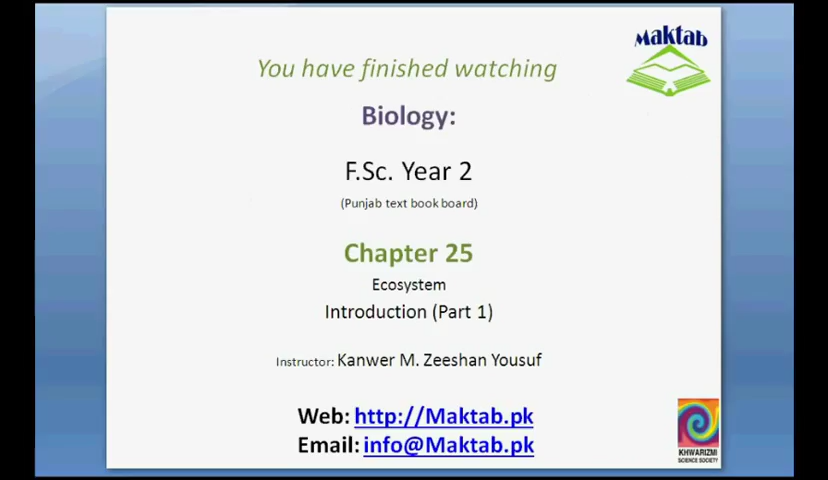 Maktab
You have finished watching
Biology:
F.Sc. Year 2
(Punjab text book board)
Chapter 25
Ecosystem
Introduction (Part 1)
Instructor: Kanwer M. Zeeshan Yousuf
Web: http://Maktab.pk
Email: info@Maktab.pk
KHWARIZMI
SCIENCE SOCIETY